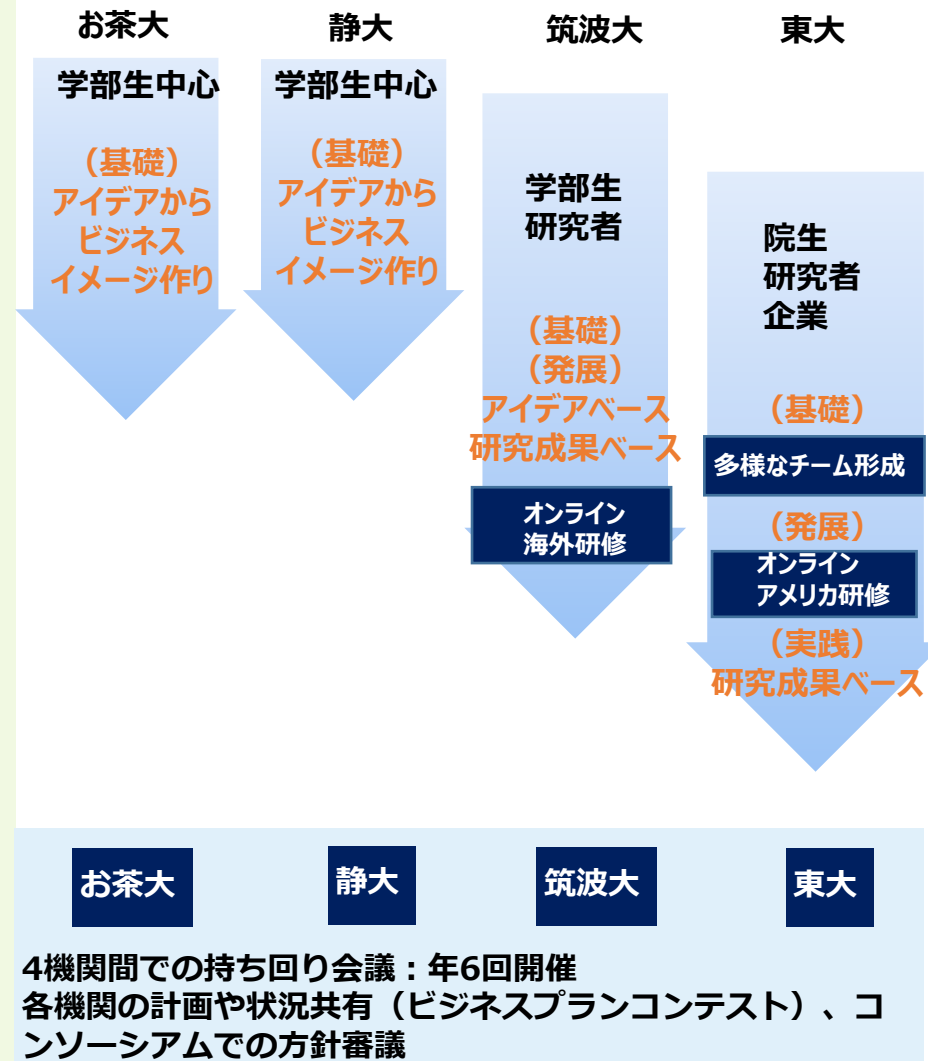 お茶大
学部生中心
（基礎）
アイデアから
ビジネス
イメージ作り
静大
学部生中心
（基礎）
アイデアから
ビジネス
イメージ作り
筑波大
学部生
研究者
（基礎）
（発展）
アイデアベース
研究成果ベース
オンライン
海外研修
東大
院生
研究者
企業
（基礎）
多様なチーム形成
（発展）
オンライン
アメリカ研修
（実践）
研究成果ベース
お茶大
静大
筑波大
東大
4機関間での持ち回り会議：年6回開催
各機関の計画や状況共有（ビジネスプランコンテスト）、コ
ンソーシアムでの方針審議